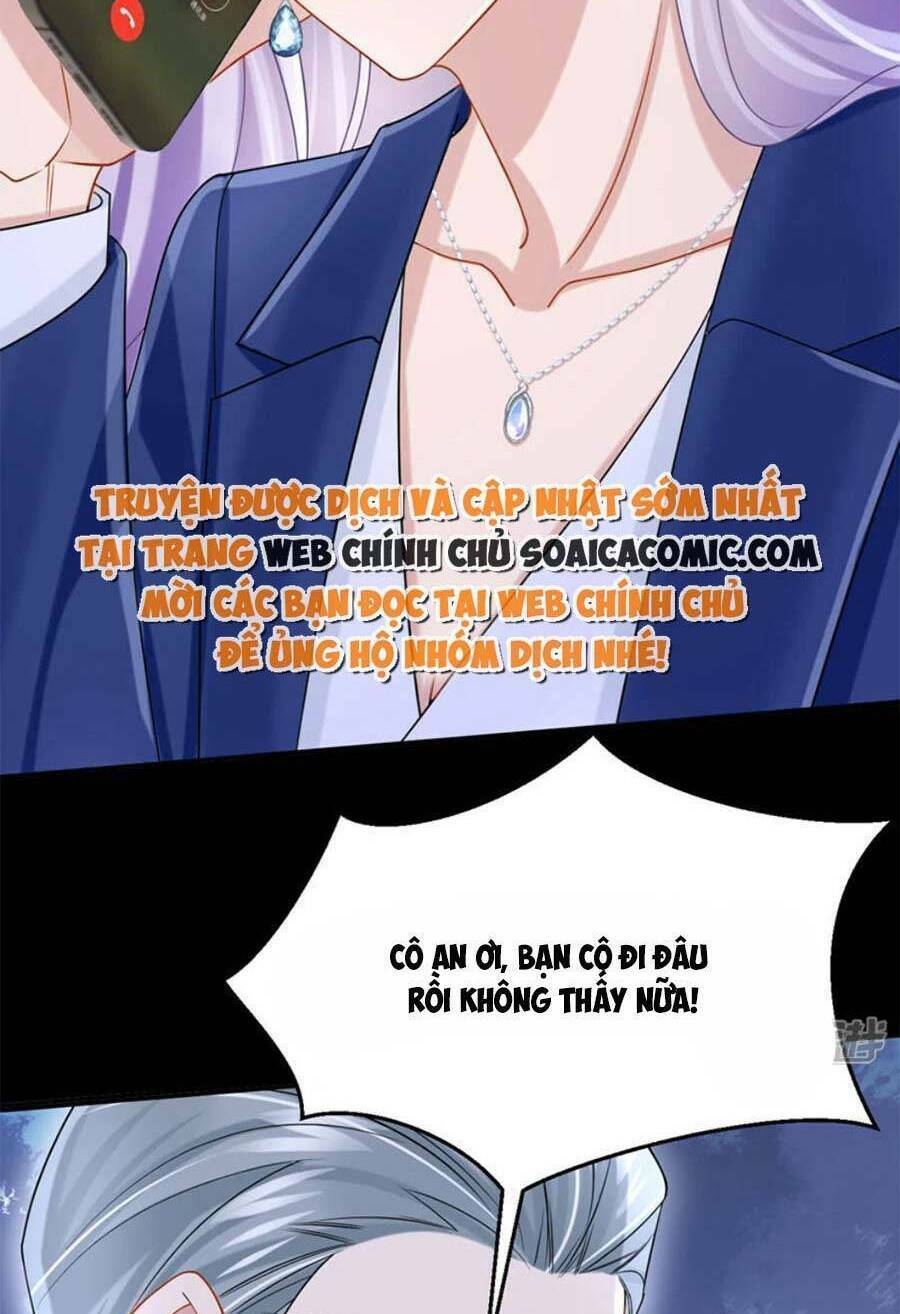 TRUYỆN ĐƯỢC DỊCH VÀ CẬP NHẬT SỚM NHẤT
TẠI TRANG WEB CHÍNH CHỦ SOAICACOMIC.COM
MỜI CÁC BẠN ĐỌC TẠI WEB CHÍNH CHỦ
ĐỂ ỦNG HỘ NHÓM DỊCH NHÉ!
CÔ AN ƠI, BẠN CÔ ĐI ĐÂU
RỒI KHÔNG THẤY NỮA!